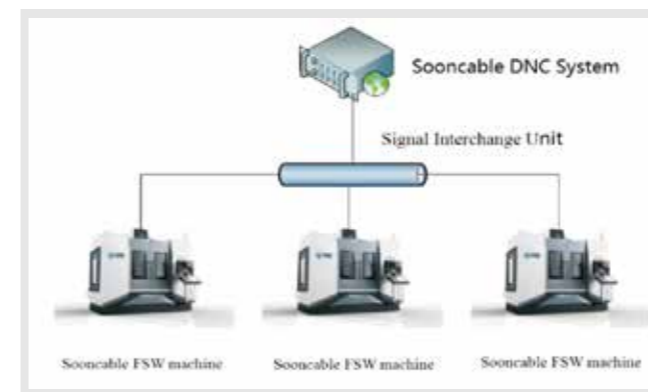 Sooncable DNC System
Signal Interchange Unit
Sooncable FSW machine
Sooncable FSW machine
Sooncable FSW machine